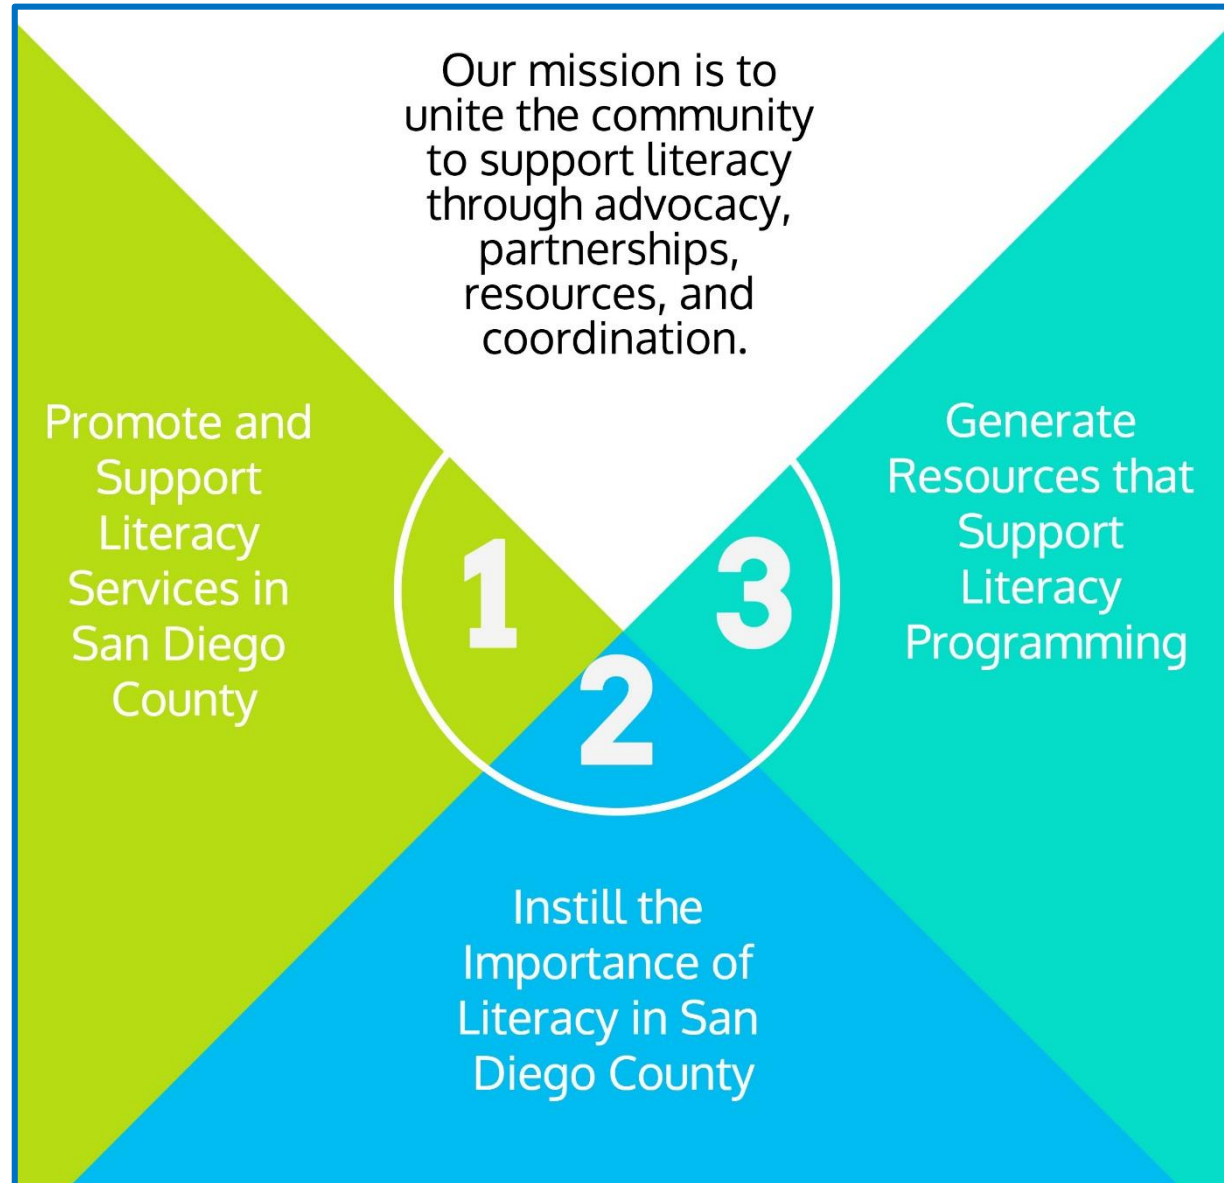 Our mission is to
unite the community
to support literacy
through advocacy,
partnerships,
resources, and
coordination.
Promote and
Support
Literacy
Services in
San Diego
County
1
2
Instill the
Importance of
Literacy in San
Diego County
3
Generate
Resources that
Support
Literacy
Programming